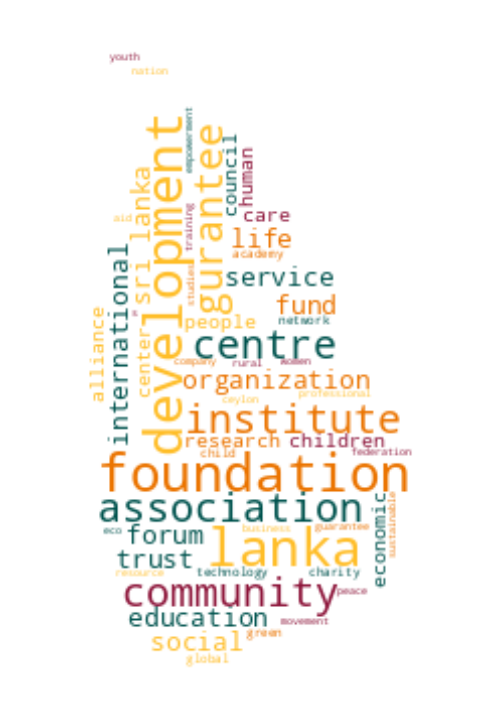 youth
nation
empowerment
development
gurantee
council
human
sri lanka
training
aid
care
life
academy
international
studies
service
fund
alliance
people
network
centre
center
company
rural
women
organization
professional
ceylon
institute
research
children
child
federation
foundation
association
economic
sustainable
eco
forum
business
guarantee
trust
lanka
resource
technology
charity
community
peace
education
movement
social
green
global